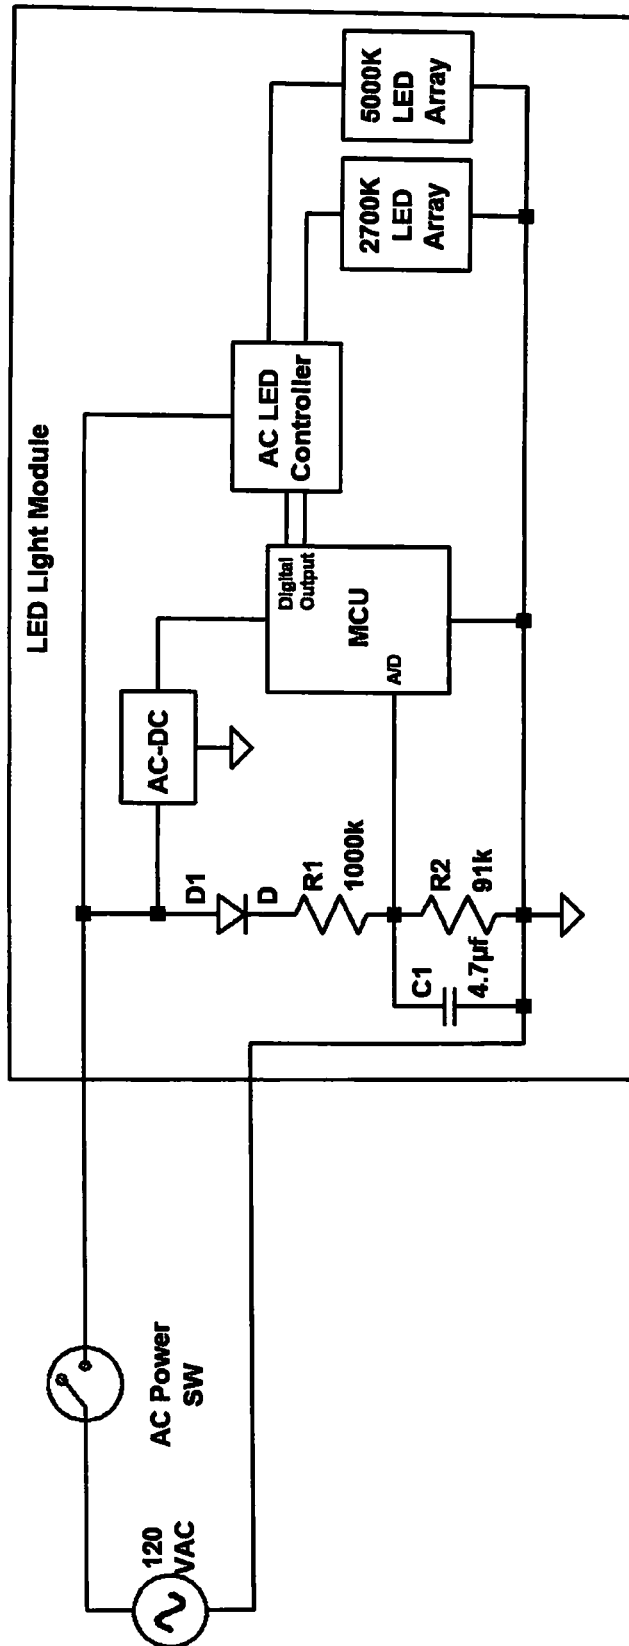 LED Light Module
120
VAC
AC Power
SW
D1
D
R1
1000k
C1
4.7µf
R2
91k
AC-DC
A/D
MCU
Digital
Output
AC LED
Controller
2700K
LED
Array
5000K
LED
Array